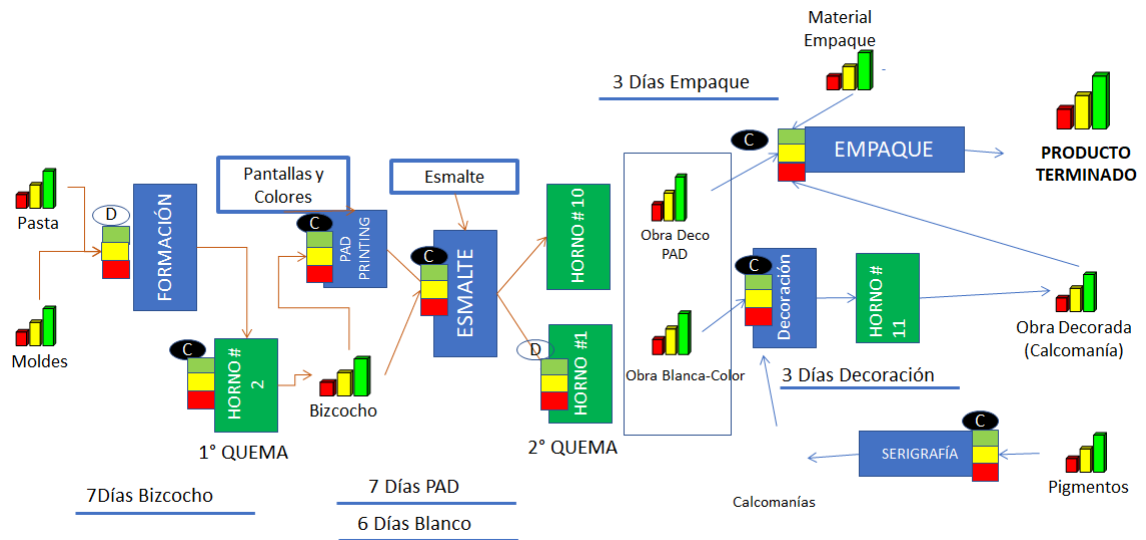 Material
Empaque
3 Días Empaque
C
EMPAQUE
PRODUCTO
TERMINADO
Pasta
D
FORMACIÓN
Pantallas y
Colores
C
PAD
PRINTING
Esmalte
C
ESMALTE
HORNO # 10
Obra Deco
PAD
C
Decoración
HORNO #
11
Obra Decorada
(Calcomanía)
Moldes
C
HORNO #
2
Bizcocho
D
HORNO #1
Obra Blanca-Color
3 Días Decoración
1° QUEMA
2° QUEMA
C
SERIGRAFÍA
Pigmentos
7Días Bizcocho
7 Días PAD
6 Días Blanco
Calcomanías